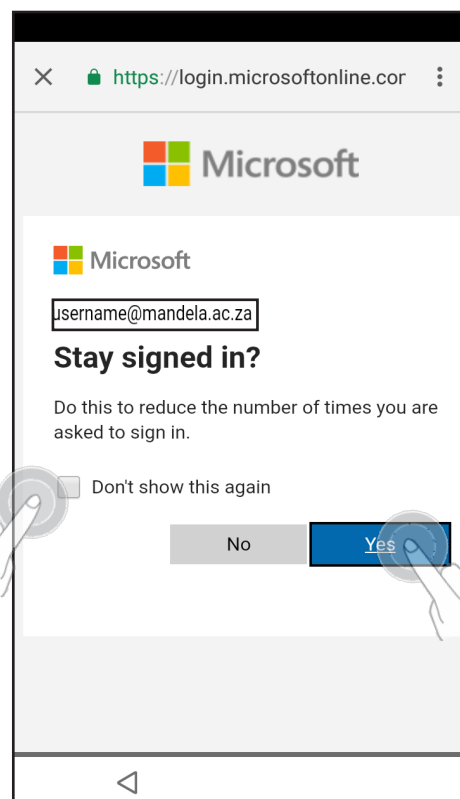 https://login.microsoftonline.cor
Microsoft
Microsoft
username@mandela.ac.za
Stay signed in?
Do this to reduce the number of times you are
asked to sign in.
Don't show this again
No Yes